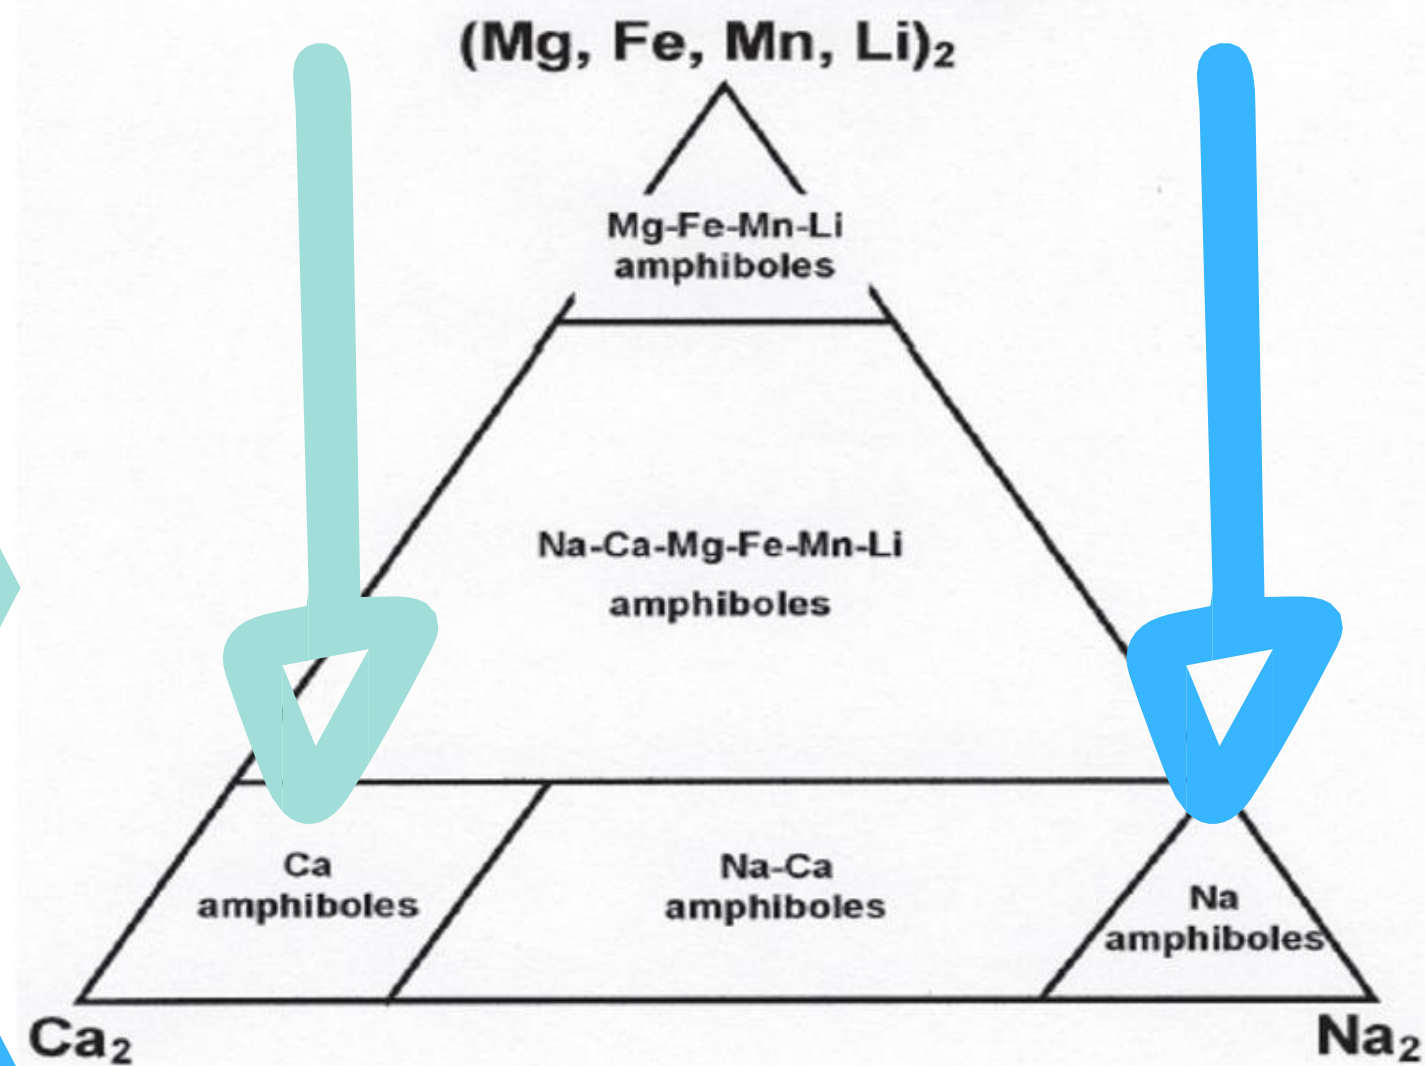 (Mg, Fe, Mn, Li)₂
Mg-Fe-Mn-Li
amphiboles
Na-Ca-Mg-Fe-Mn-Li
amphiboles
Ca
amphiboles
Na-Ca
amphiboles
Na
amphiboles
Ca₂
Na₂